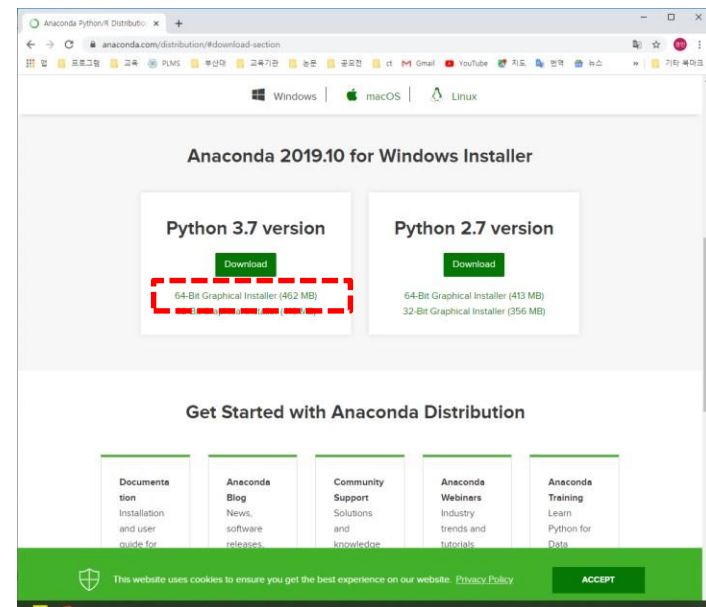 Anaconda Python/R Distributio
anaconda.com/distribution/#download-section
앱 프로그램 교육 PLMS 부산대 교육기관 논문 공모전 ct Gmail YouTube 지도 번역 뉴스 » 기타 북마크
Windows macOS Linux
Anaconda 2019.10 for Windows Installer
Python 3.7 version
Download
64-Bit Graphical Installer (462 MB)
Python 2.7 version
Download
64-Bit Graphical Installer (413 MB)
32-Bit Graphical Installer (356 MB)
Get Started with Anaconda Distribution
Documenta
tion
Installation
and user
guide for
Anaconda
Blog
News,
software
releases,
Community
Support
Solutions
and
knowledge
Anaconda
Webinars
Industry
trends and
tutorials
Anaconda
Training
Learn
Python for
Data
This website uses cookies to ensure you get the best experience on our website. Privacy Policy
ACCEPT